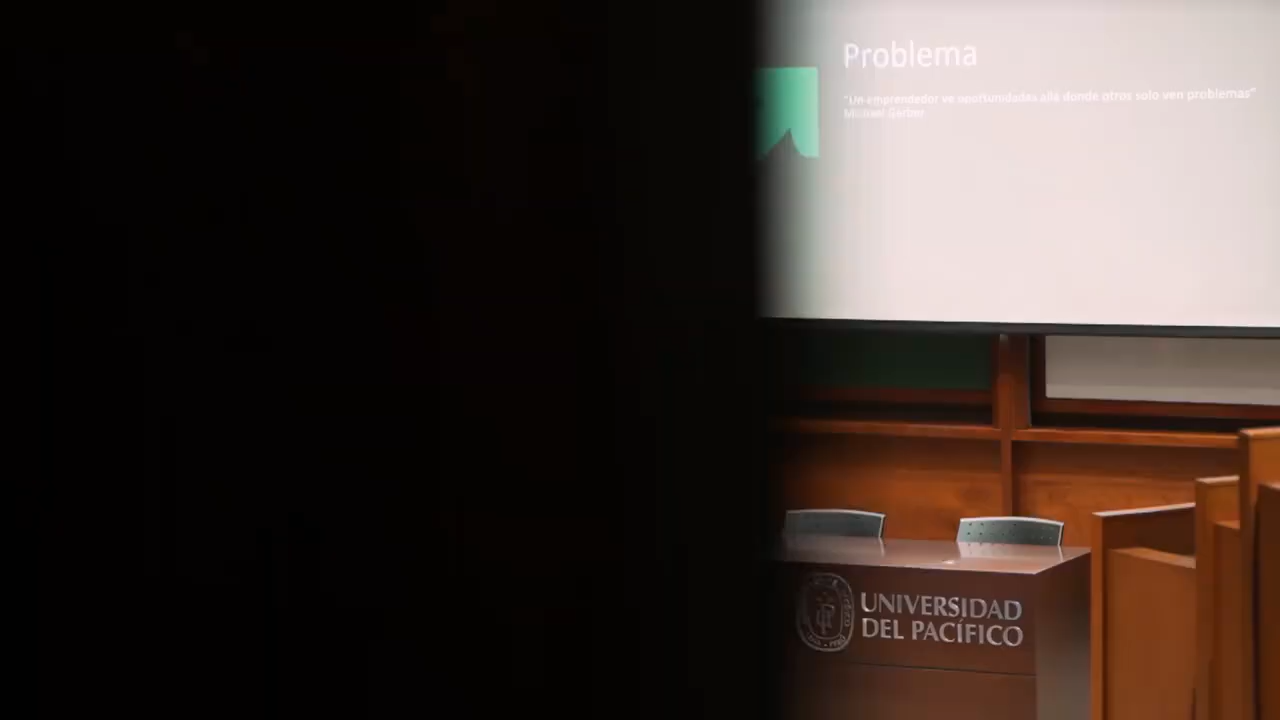 Problema
"Un emprendedor ve oportunidades allá donde otros solo ven problemas"
Michael Gerber
UNIVERSIDAD
DEL PACÍFICO